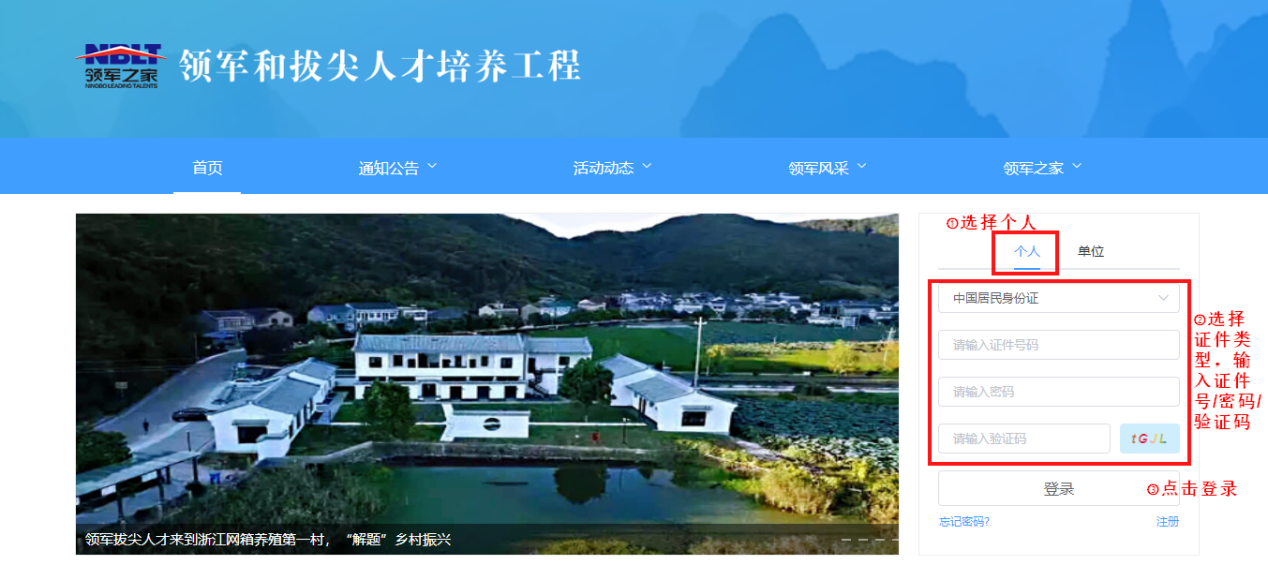 NBLT
领军之家
NINGBO LEADING TALENTS
领军和拔尖人才培养工程
首页
通知公告
活动动态
领军风采
领军之家
①选择个人
个人
单位
中国居民身份证
请输入证件号码
请输入密码
请输入验证码
tGJL
②选择
证件类
型，输
入证件
号/密码/
验证码
登录
③点击登录
忘记密码?
注册
领军拔尖人才来到浙江网箱养殖第一村，“解题”乡村振兴